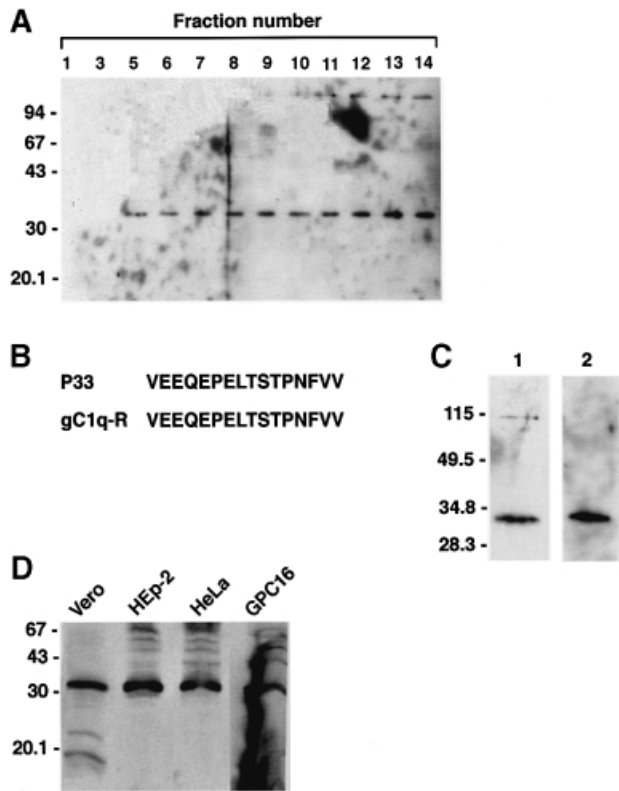 A
Fraction number
1 3 5 6 7 8 9 10 11 12 13 14
94 -
67 -
43 -
30 -
20.1 -
B
P33 VEEQEPELTSTPNFVV
gC1q-R VEEQEPELTSTPNFVV
C
1 2
115 -
49.5 -
34.8 -
28.3 -
D
Vero HEp-2 HeLa GPC16
67 -
43 -
30 -
20.1 -